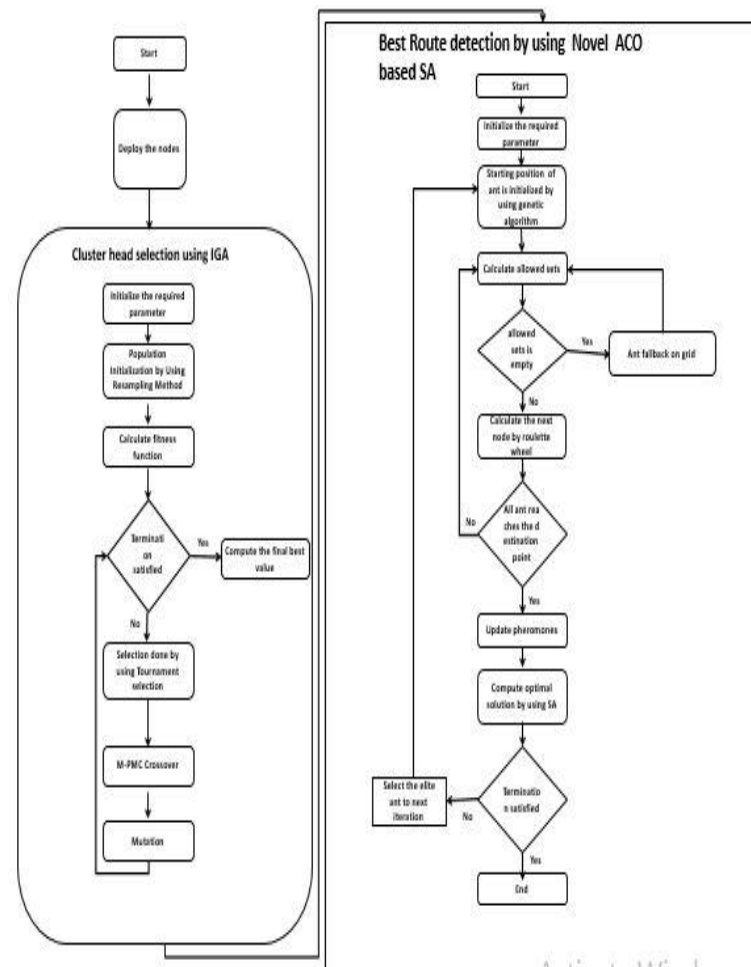 Start
Deploy the nodes
Cluster head selection using IGA
Initialize the required
parameter
Population
Initialization by Using
Resampling Method
Calculate fitness
function
Terminati
on
satisfied
Yes
Compute the final best
value
No
Selection done by
using Tournament
selection
M-PMC Crossover
Mutation
Best Route detection by using Novel ACO
based SA
Start
Initialize the required
parameter
Starting position of
ant is initialized by
using genetic
algorithm
Calculate allowed sets
allowed
sets is
empty
Yes
Ant fallback on grid
No
Calculate the next
node by roulette
wheel
All ant rea
ches the d
estination
point
No
Yes
Update pheromones
Compute optimal
solution by using SA
Select the elite
ant to next
iteration
No
Terminatio
n satisfied
Yes
End